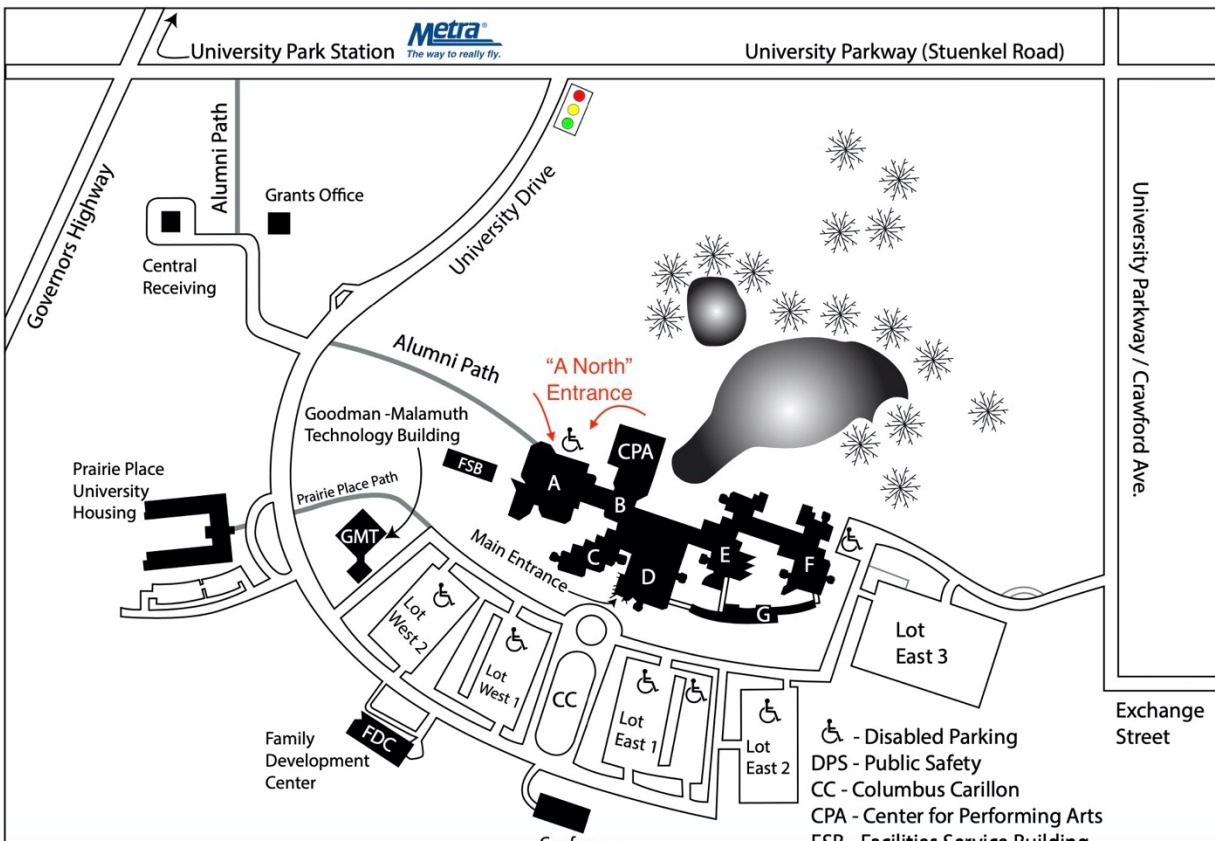 University Park Station
Metra®
The way to really fly.
University Parkway (Stuenkel Road)
Governors Highway
Alumni Path
Grants Office
Central
Receiving
University Drive
University Parkway / Crawford Ave.
Alumni Path
“A North”
Entrance
Goodman -Malamuth
Technology Building
CPA
FSB
A
B
Prairie Place
University
Housing
Prairie Place Path
GMT
Main Entrance
C
D
E
F
G
Lot
West 2
Lot
West 1
CC
Lot
East 1
Lot
East 2
Lot
East 3
Exchange
Street
FDC
Family
Development
Center
- Disabled Parking
DPS - Public Safety
CC - Columbus Carillon
CPA - Center for Performing Arts
FSB - Facilities Service Building